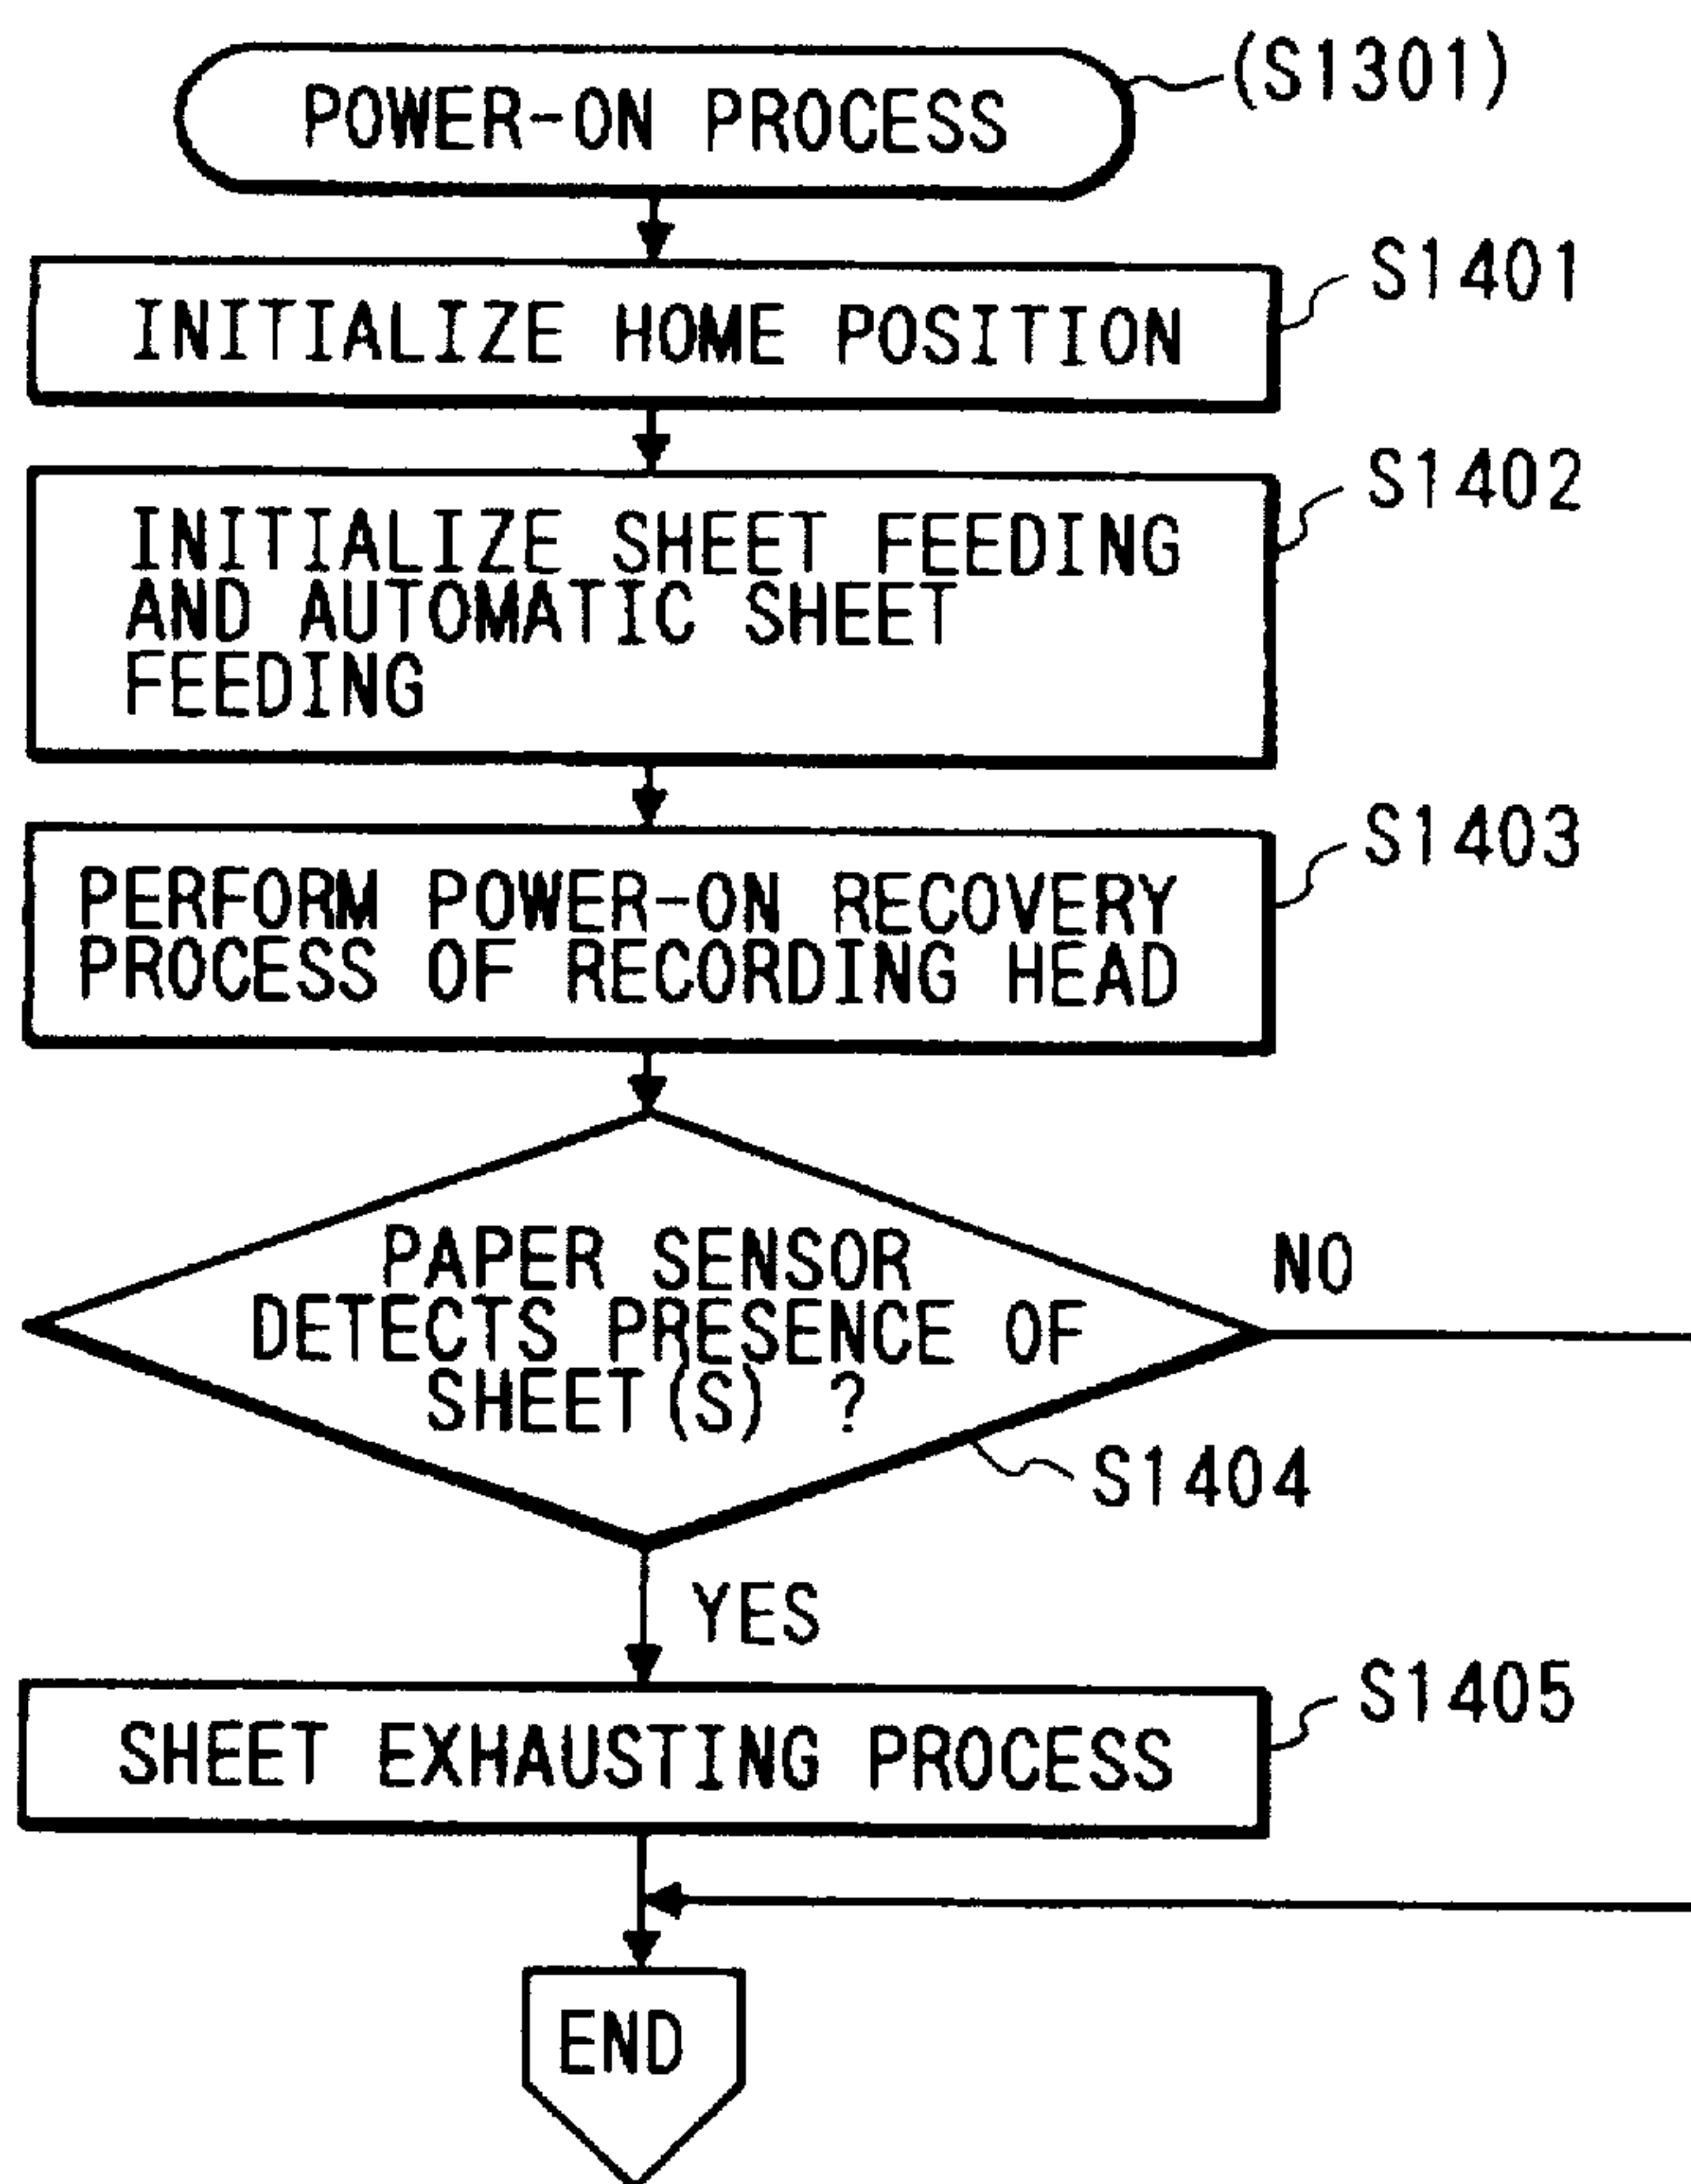 (S1301)
POWER-ON PROCESS
S1401
INITIALIZE HOME POSITION
S1402
INITIALIZE SHEET FEEDING
AND AUTOMATIC SHEET
FEEDING
S1403
PERFORM POWER-ON RECOVERY
PROCESS OF RECORDING HEAD
PAPER SENSOR
DETECTS PRESENCE OF
SHEET(S) ?
NO
S1404
YES
S1405
SHEET EXHAUSTING PROCESS
END